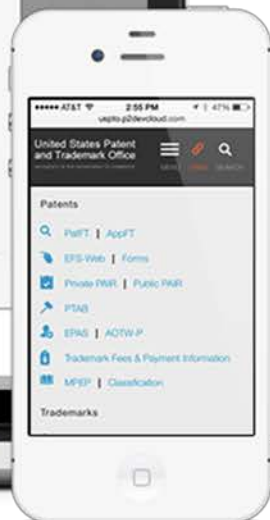 AT&T 2:55 PM 47%
uspto.p2devcloud.com
United States Patent
and Trademark Office
MENU LINKS SEARCH
Patents
PatFT | AppFT
EFS-Web | Forms
Private PAIR | Public PAIR
PTAB
EPAS | AOTW-P
Trademark Fees & Payment Information
MPEP | Classification
Trademarks